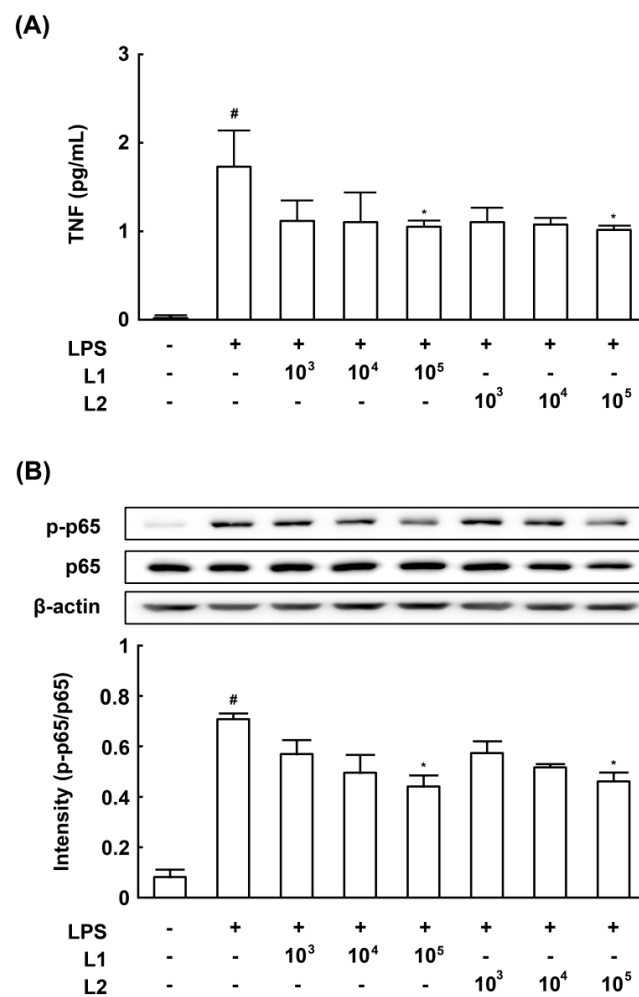 (A)
3
2
1
0
TNF (pg/mL)
#
*
*
LPS - + + + + + + +
L1 - - 10³ 10⁴ 10⁵ - - -
L2 - - - - - 10³ 10⁴ 10⁵
(B)
p-p65
p65
β-actin
0.8
0.6
0.4
0.2
0
Intensity (p-p65/p65)
#
*
*
LPS - + + + + + + +
L1 - - 10³ 10⁴ 10⁵ - - -
L2 - - - - - 10³ 10⁴ 10⁵